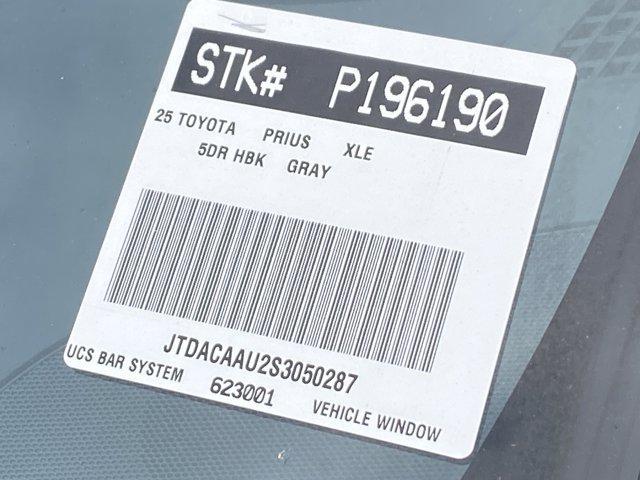 STK# P196190
25 TOYOTA PRIUS XLE
5DR HBK GRAY
JTDACAAU2S3050287
UCS BAR SYSTEM 623001 VEHICLE WINDOW